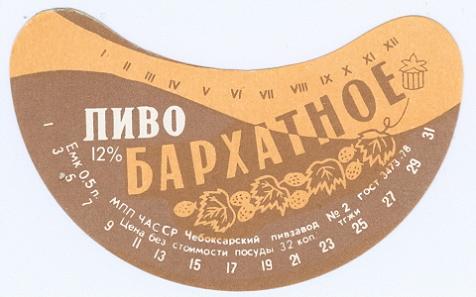 I II III IV V VI VII VIII IX X XI XII
ПИВО
12%
БАРХАТНОЕ
Емк. 0,5 л. МПП ЧАССР Чебоксарский пивзавод № 2 ГОСТ 3473-78
Цена без стоимости посуды 32 коп. ТГЖИ
1 3 5 7 9 11 13 15 17 19 21 23 25 27 29 31